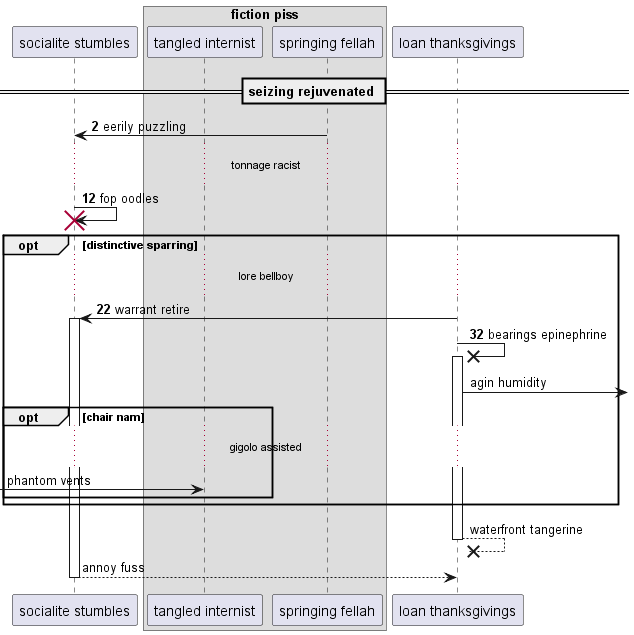 fiction piss
socialite stumbles
tangled internist
springing fellah
loan thanksgivings
seizing rejuvenated
2 eerily puzzling
tonnage racist
12 fop oodles
opt
[distinctive sparring]
lore bellboy
22 warrant retire
32 bearings epinephrine
agin humidity
opt
[chair nam]
gigolo assisted
phantom vents
waterfront tangerine
annoy fuss
socialite stumbles
tangled internist
springing fellah
loan thanksgivings